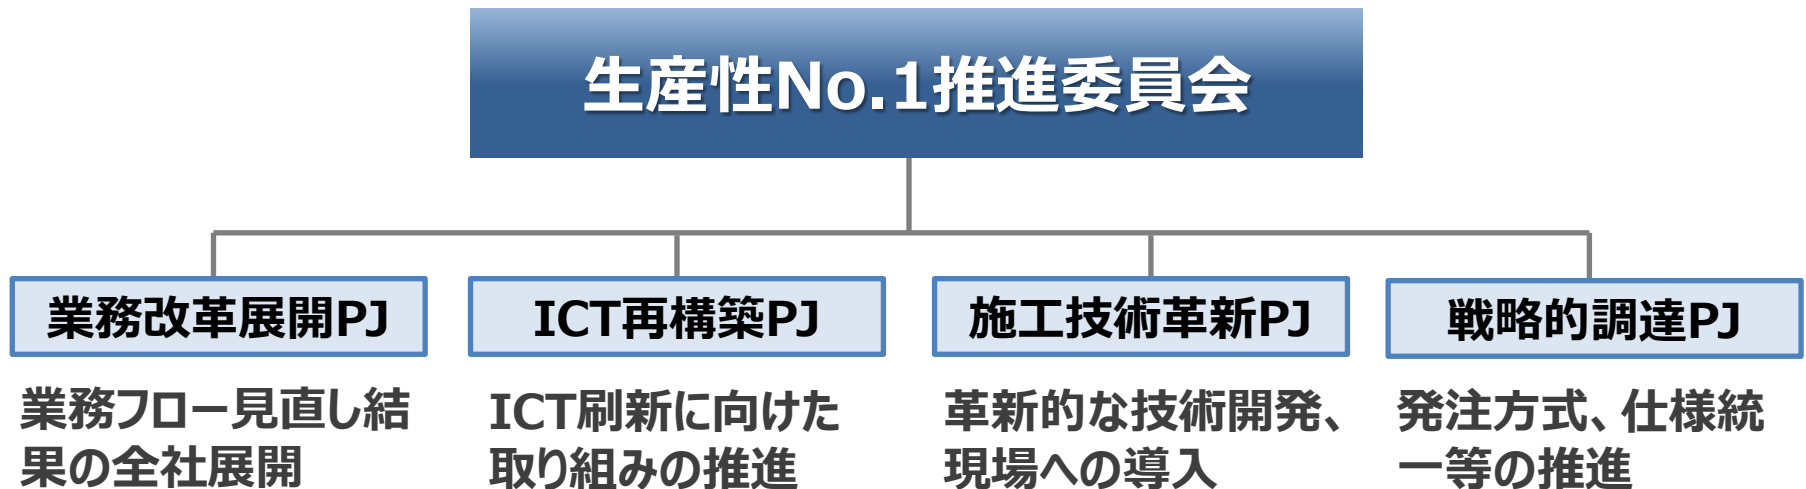 生産性No.1推進委員会
業務改革展開PJ
ICT再構築PJ
施工技術革新PJ
戦略的調達PJ
業務フロー見直し結
果の全社展開
ICT刷新に向けた
取り組みの推進
革新的な技術開発、
現場への導入
発注方式、仕様統
一等の推進